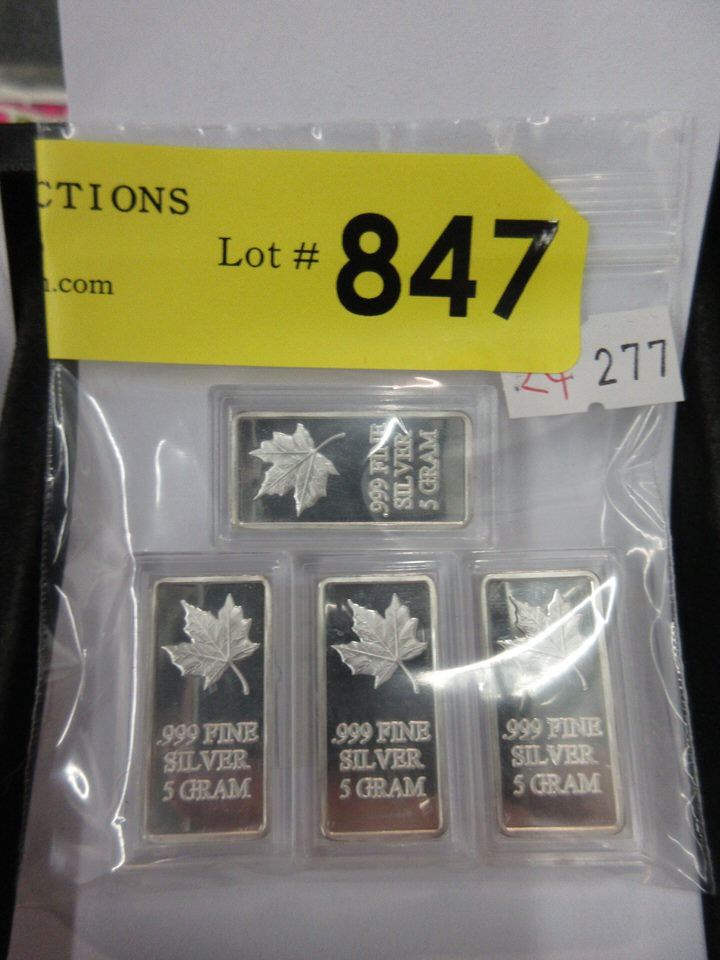 CTIONS
Lot # 847
.com
24 277
.999 FINE
SILVER
5 GRAM
.999 FINE
SILVER
5 GRAM
.999 FINE
SILVER
5 GRAM
.999 FINE
SILVER
5 GRAM